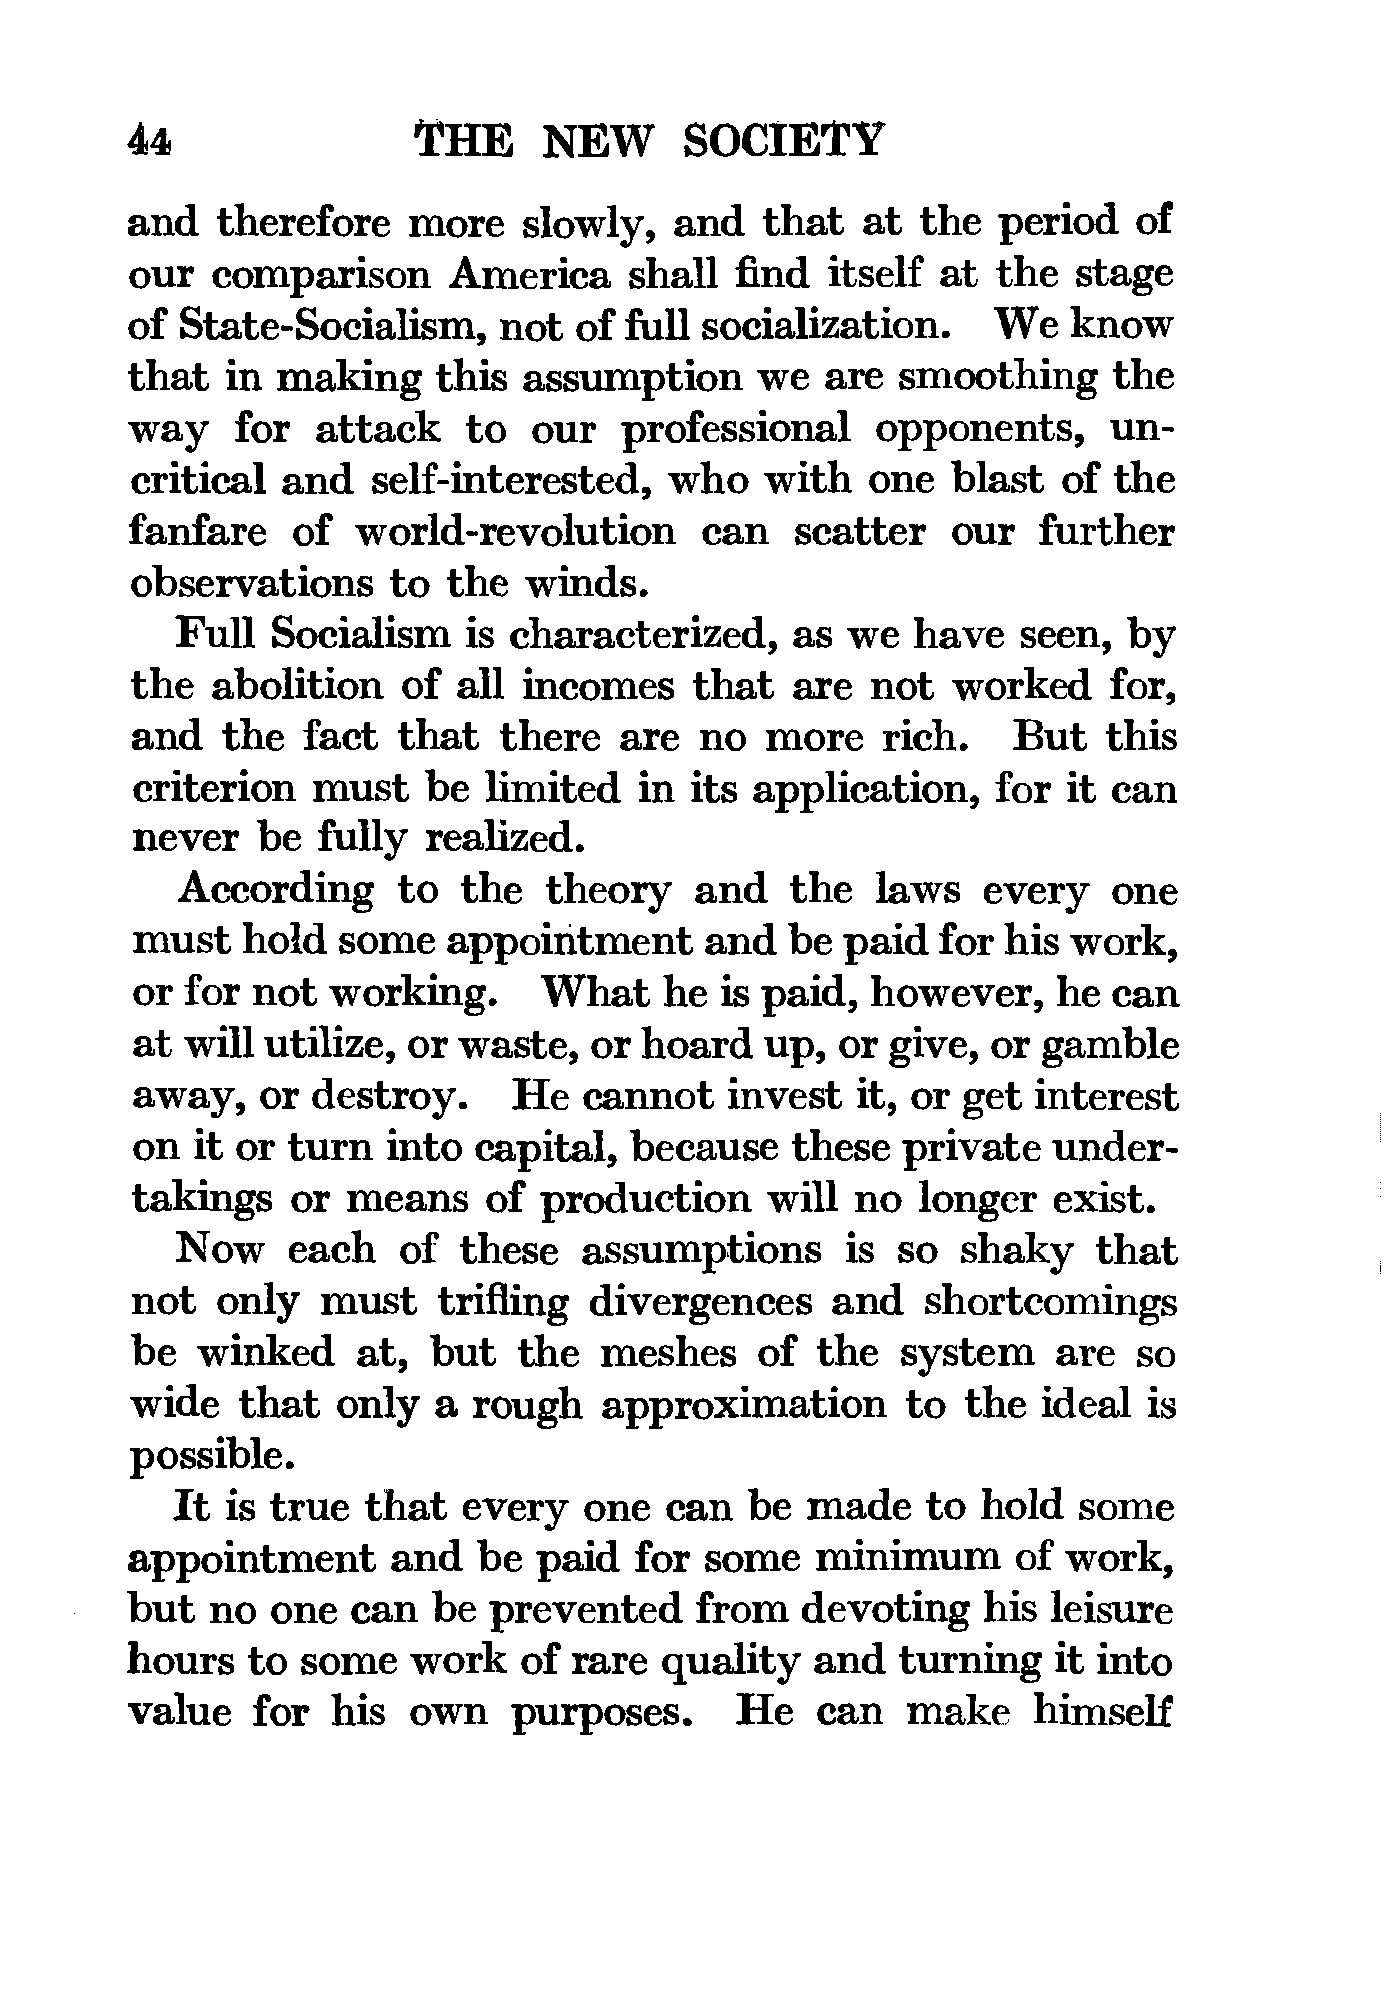 44 THE NEW SOCIETY
and therefore more slowly, and that at the period of
our comparison America shall find itself at the stage
of State-Socialism, not of full socialization. We know
that in making this assumption we are smoothing the
way for attack to our professional opponents, un-
critical and self-interested, who with one blast of the
fanfare of world-revolution can scatter our further
observations to the winds.
Full Socialism is characterized, as we have seen, by
the abolition of all incomes that are not worked for,
and the fact that there are no more rich. But this
criterion must be limited in its application, for it can
never be fully realized.
According to the theory and the laws every one
must hold some appointment and be paid for his work,
or for not working. What he is paid, however, he can
at will utilize, or waste, or hoard up, or give, or gamble
away, or destroy. He cannot invest it, or get interest
on it or turn into capital, because these private under-
takings or means of production will no longer exist.
Now each of these assumptions is so shaky that
not only must trifling divergences and shortcomings
be winked at, but the meshes of the system are so
wide that only a rough approximation to the ideal is
possible.
It is true that every one can be made to hold some
appointment and be paid for some minimum of work,
but no one can be prevented from devoting his leisure
hours to some work of rare quality and turning it into
value for his own purposes. He can make himself